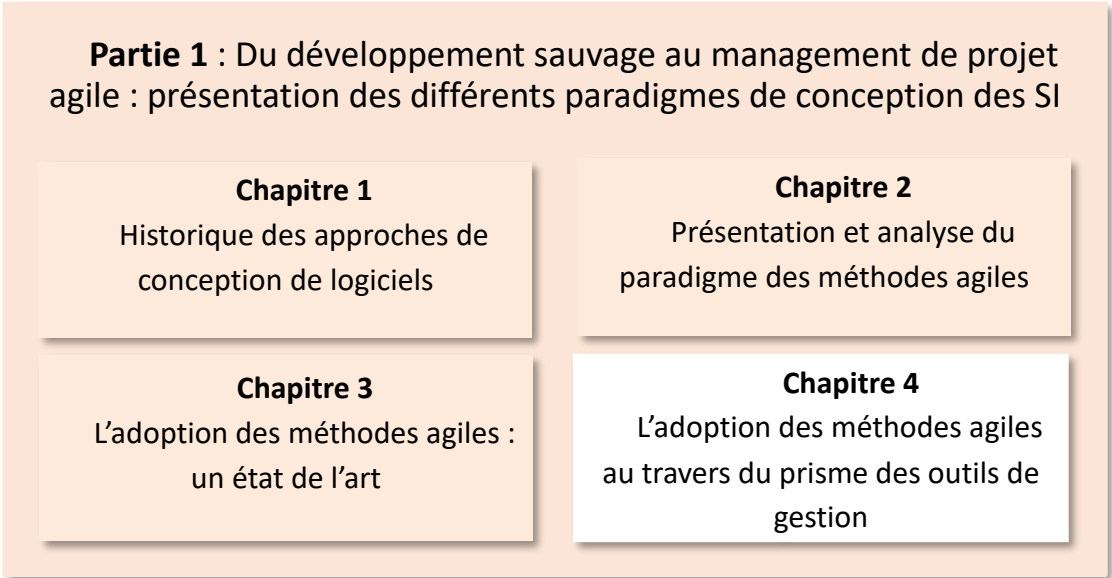 Partie 1 : Du développement sauvage au management de projet
agile : présentation des différents paradigmes de conception des SI
Chapitre 1
Historique des approches de
conception de logiciels
Chapitre 2
Présentation et analyse du
paradigme des méthodes agiles
Chapitre 3
L’adoption des méthodes agiles :
un état de l’art
Chapitre 4
L’adoption des méthodes agiles
au travers du prisme des outils de
gestion